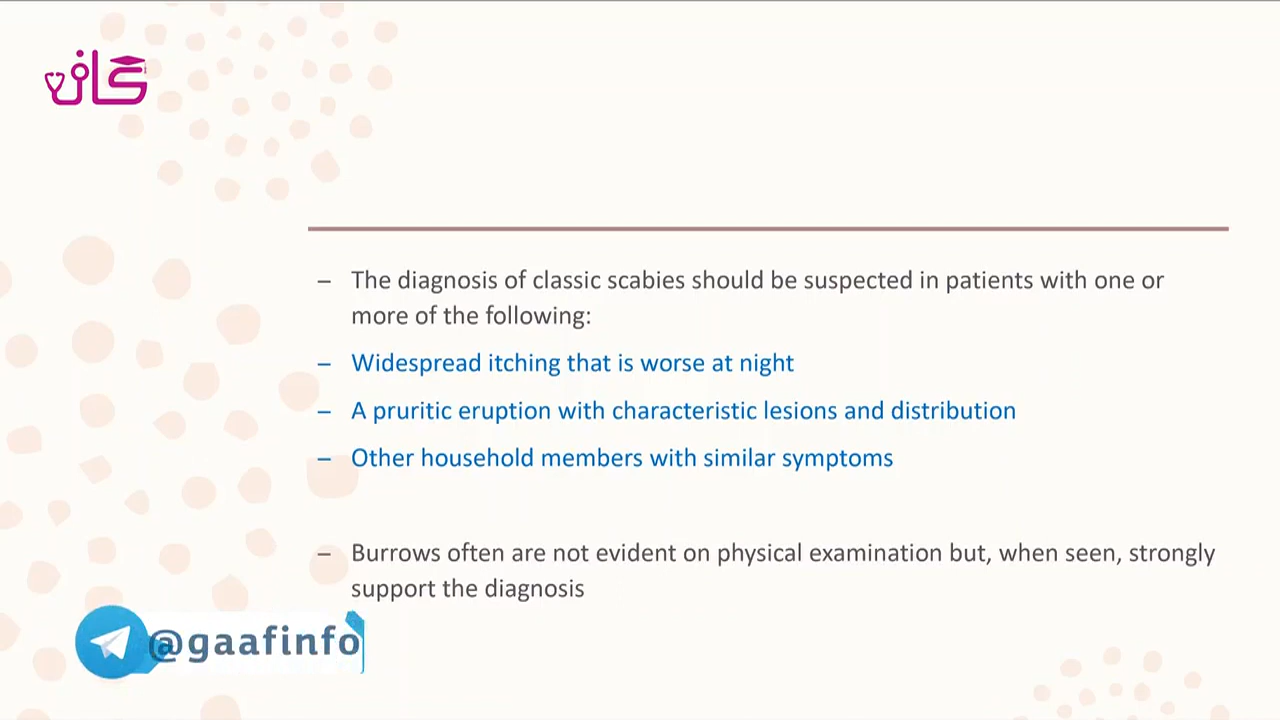 گاف
– The diagnosis of classic scabies should be suspected in patients with one or
more of the following:
– Widespread itching that is worse at night
– A pruritic eruption with characteristic lesions and distribution
– Other household members with similar symptoms
– Burrows often are not evident on physical examination but, when seen, strongly
support the diagnosis
@gaafinfo